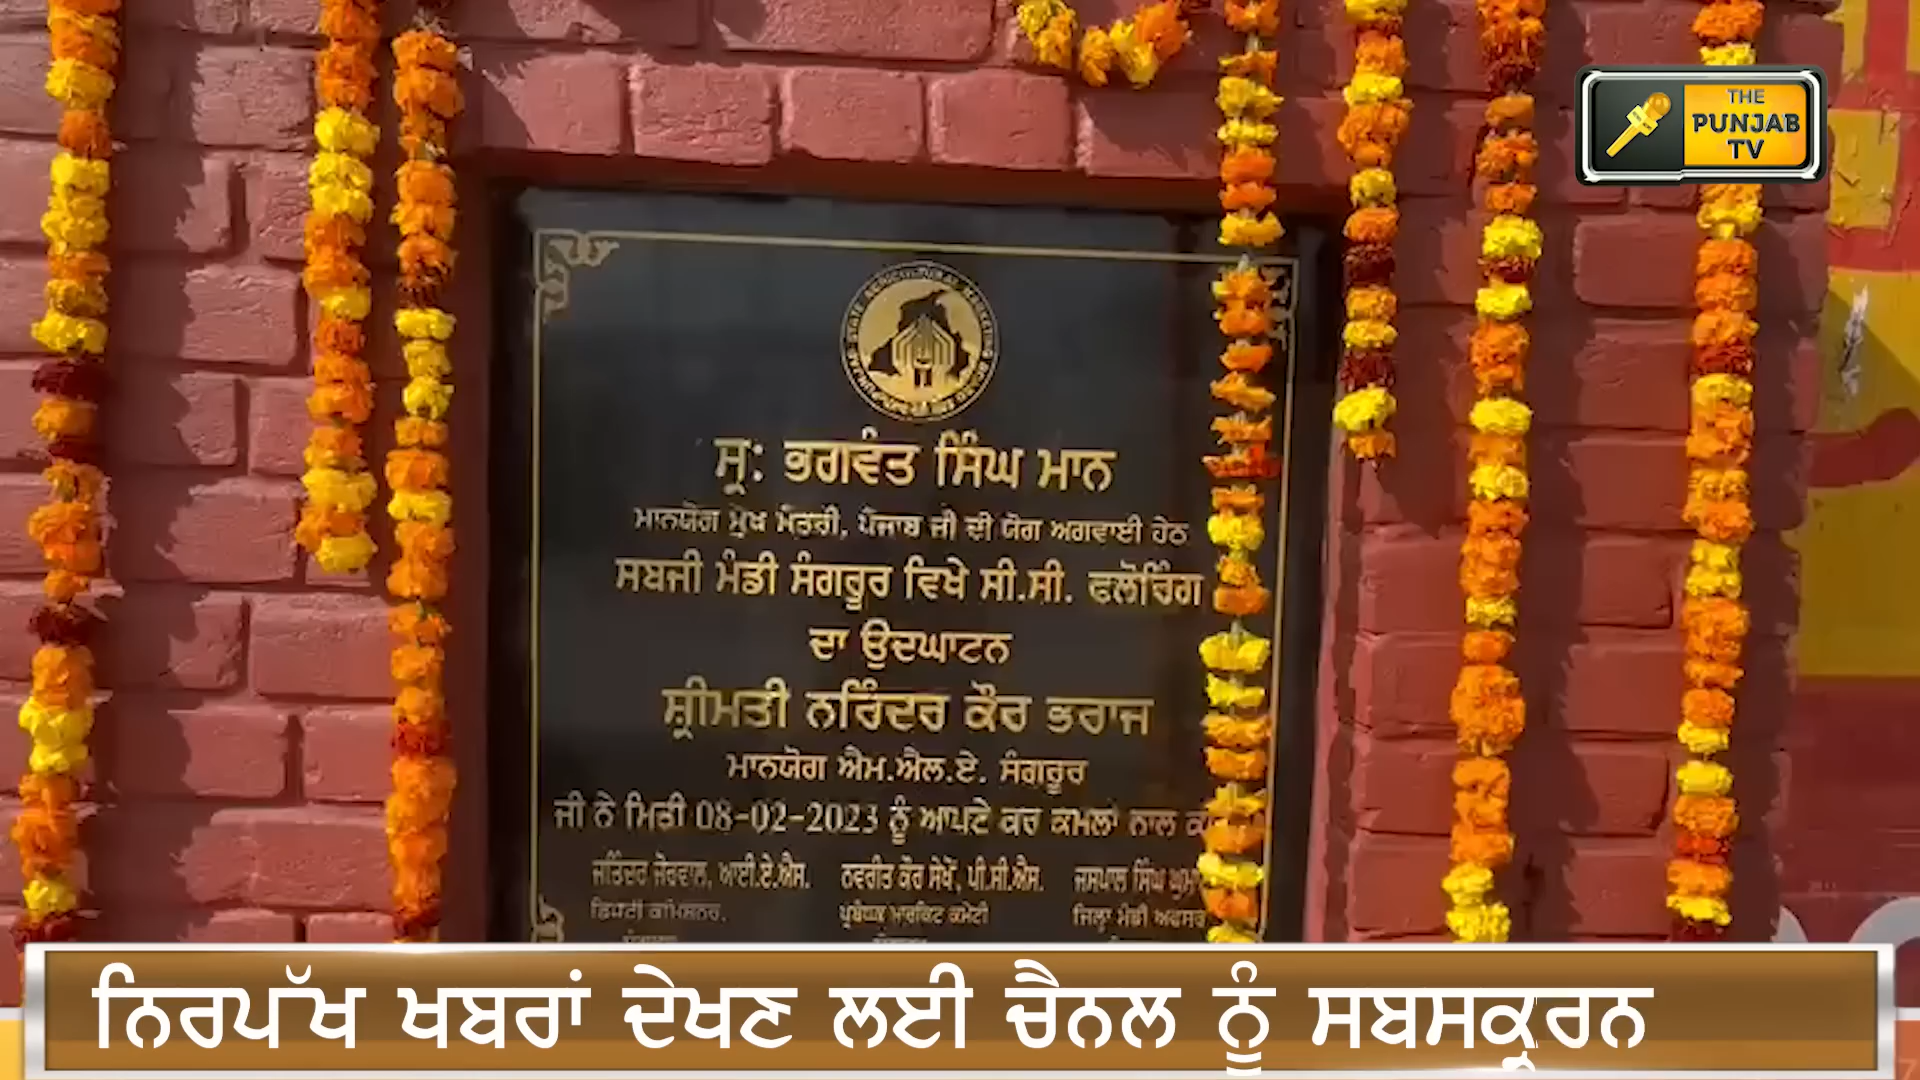 THE
PUNJAB
TV
ਸ੍ਰ: ਭਗਵੰਤ ਸਿੰਘ ਮਾਨ
ਮਾਨਯੋਗ ਮੁੱਖ ਮੰਤਰੀ, ਪੰਜਾਬ ਜੀ ਦੀ ਯੋਗ ਅਗਵਾਈ ਹੇਠ
ਸਬਜੀ ਮੰਡੀ ਸੰਗਰੂਰ ਵਿਖੇ ਸੀ.ਸੀ. ਫਲੋਰਿੰਗ
ਦਾ ਉਦਘਾਟਨ
ਸ਼੍ਰੀਮਤੀ ਨਰਿੰਦਰ ਕੌਰ ਭਰਾਜ
ਮਾਨਯੋਗ ਐਮ.ਐਲ.ਏ. ਸੰਗਰੂਰ
ਜੀ ਨੇ ਮਿਤੀ 08-02-2023 ਨੂੰ ਆਪਣੇ ਕਰ ਕਮਲਾਂ ਨਾਲ
ਜਤਿੰਦਰ ਜੋਰਵਾਲ, ਆਈ.ਏ.ਐਸ. ਨਵਰੀਤ ਕੌਰ ਸੇਖੋਂ, ਪੀ.ਸੀ.ਐਸ. ਜਸਪਾਲ ਸਿੰਘ
ਡਿਪਟੀ ਕਮਿਸ਼ਨਰ, ਪ੍ਰਬੰਧਕ ਮਾਰਕਿਟ ਕਮੇਟੀ ਜਿਲ੍ਹਾ ਮੰਡੀ ਅਫਸਰ
ਨਿਰਪੱਖ ਖਬਰਾਂ ਦੇਖਣ ਲਈ ਚੈਨਲ ਨੂੰ ਸਬਸਕ੍ਰਰਨ